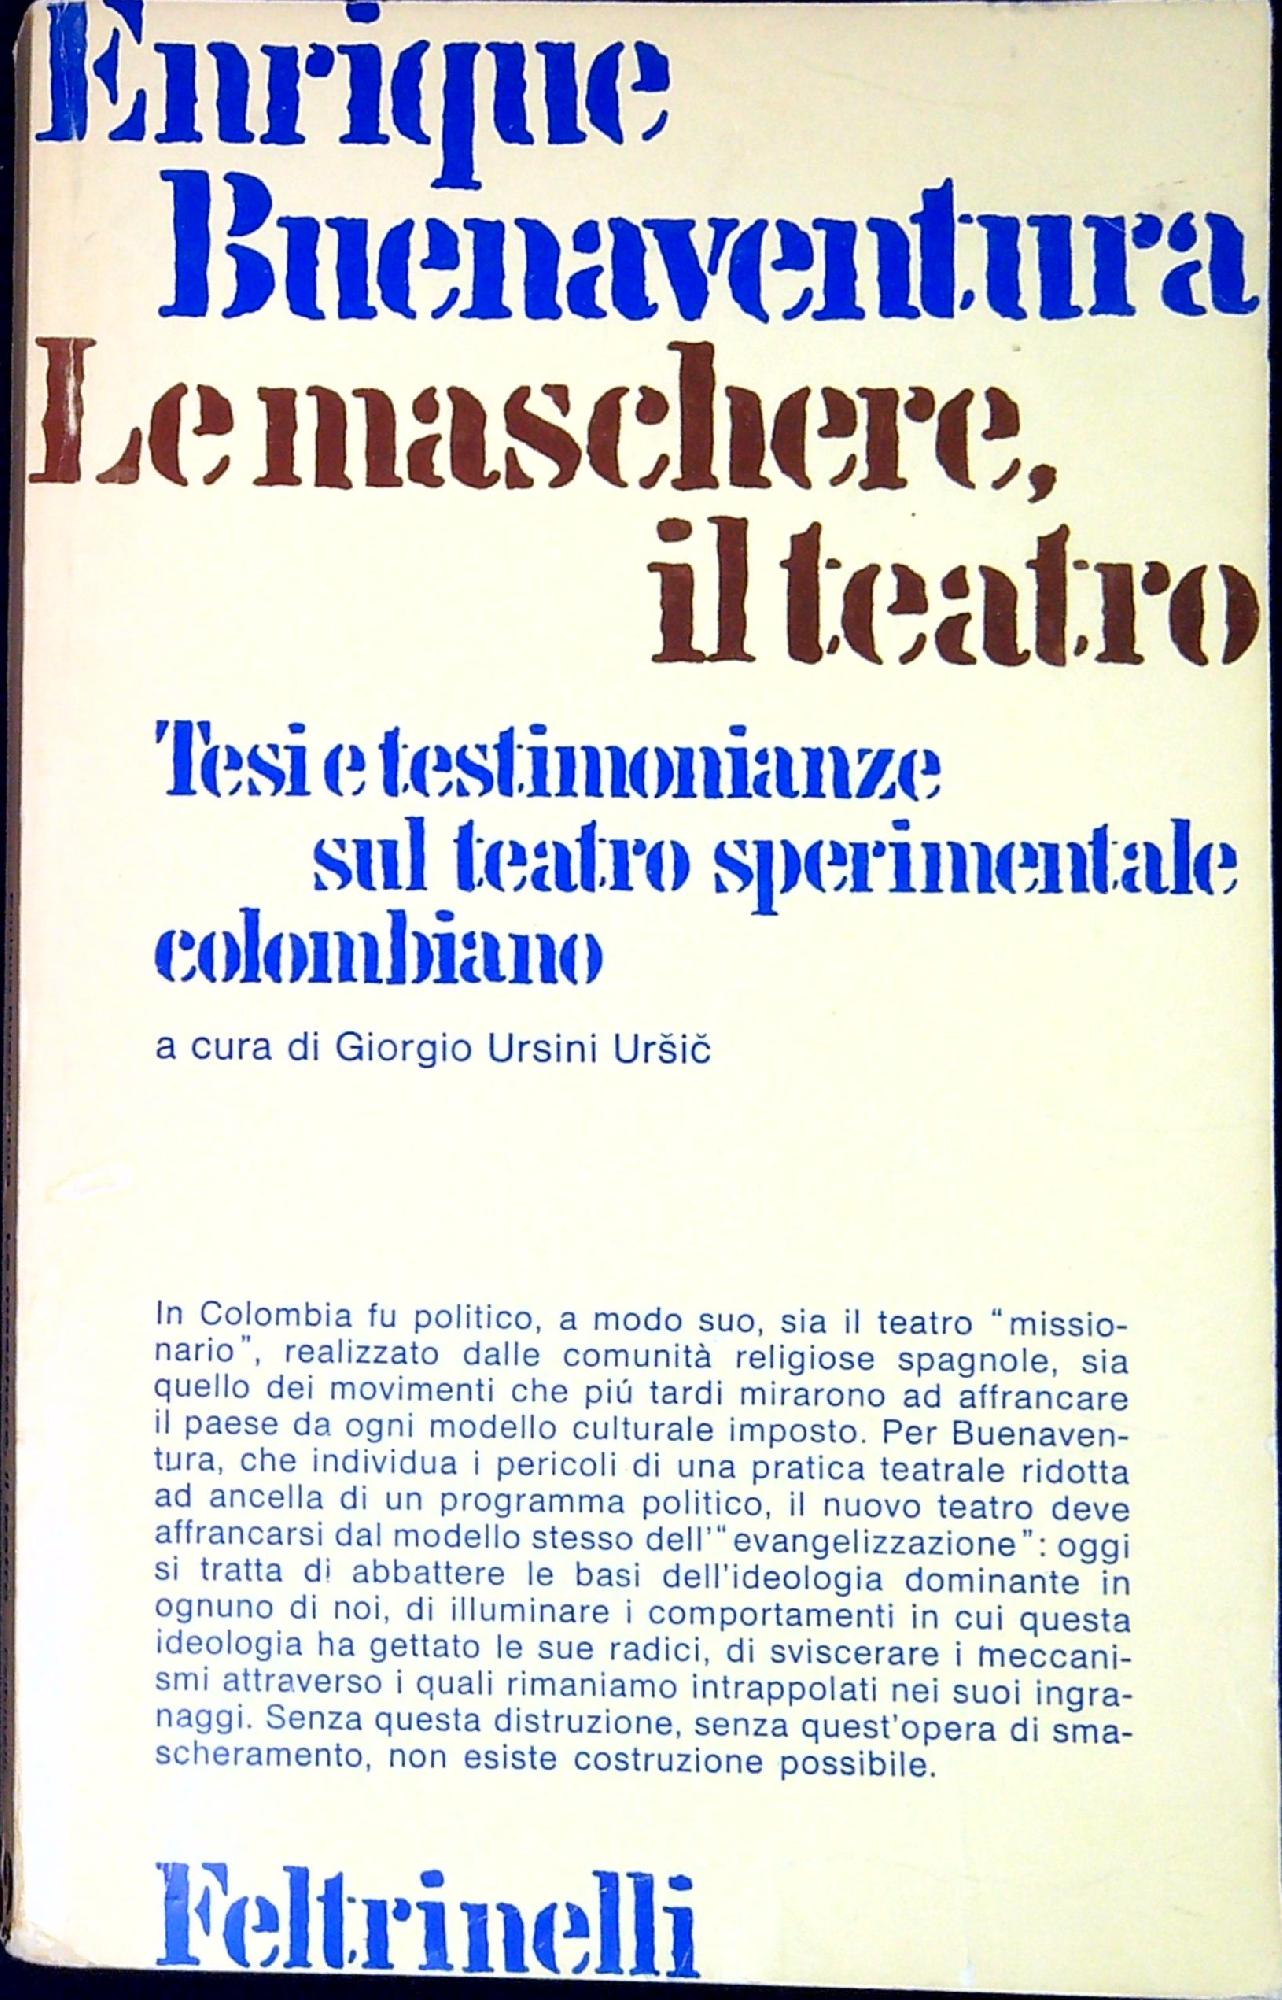 Enrique
Buenaventura
Le maschere,
il teatro
Tesi e testimonianze
sul teatro sperimentale
colombiano
a cura di Giorgio Ursini Uršič
In Colombia fu politico, a modo suo, sia il teatro “missio-
nario”, realizzato dalle comunità religiose spagnole, sia
quello dei movimenti che piú tardi mirarono ad affrancare
il paese da ogni modello culturale imposto. Per Buenaven-
tura, che individua i pericoli di una pratica teatrale ridotta
ad ancella di un programma politico, il nuovo teatro deve
affrancarsi dal modello stesso dell'“evangelizzazione”: oggi
si tratta di abbattere le basi dell'ideologia dominante in
ognuno di noi, di illuminare i comportamenti in cui questa
ideologia ha gettato le sue radici, di sviscerare i meccani-
smi attraverso i quali rimaniamo intrappolati nei suoi ingra-
naggi. Senza questa distruzione, senza quest'opera di sma-
scheramento, non esiste costruzione possibile.
Feltrinelli